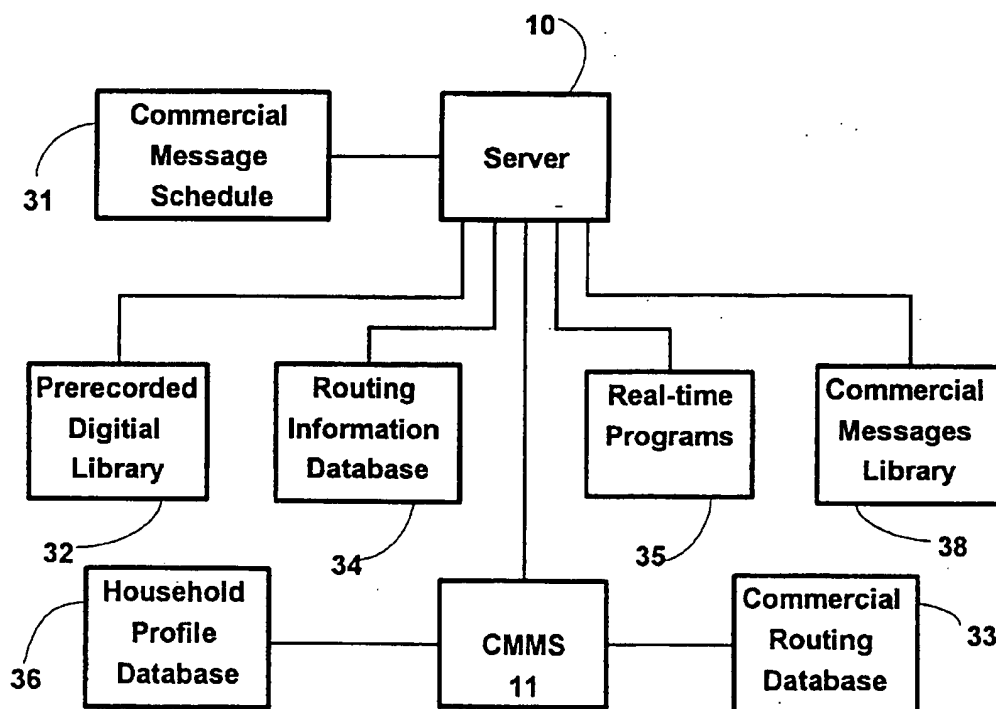 10
Commercial
Message
Schedule
Server
31
Prerecorded
Digitial
Library
Routing
Information
Database
Real-time
Programs
Commercial
Messages
Library
32
34
35
38
Household
Profile
Database
CMMS
11
Commercial
Routing
Database
36
33